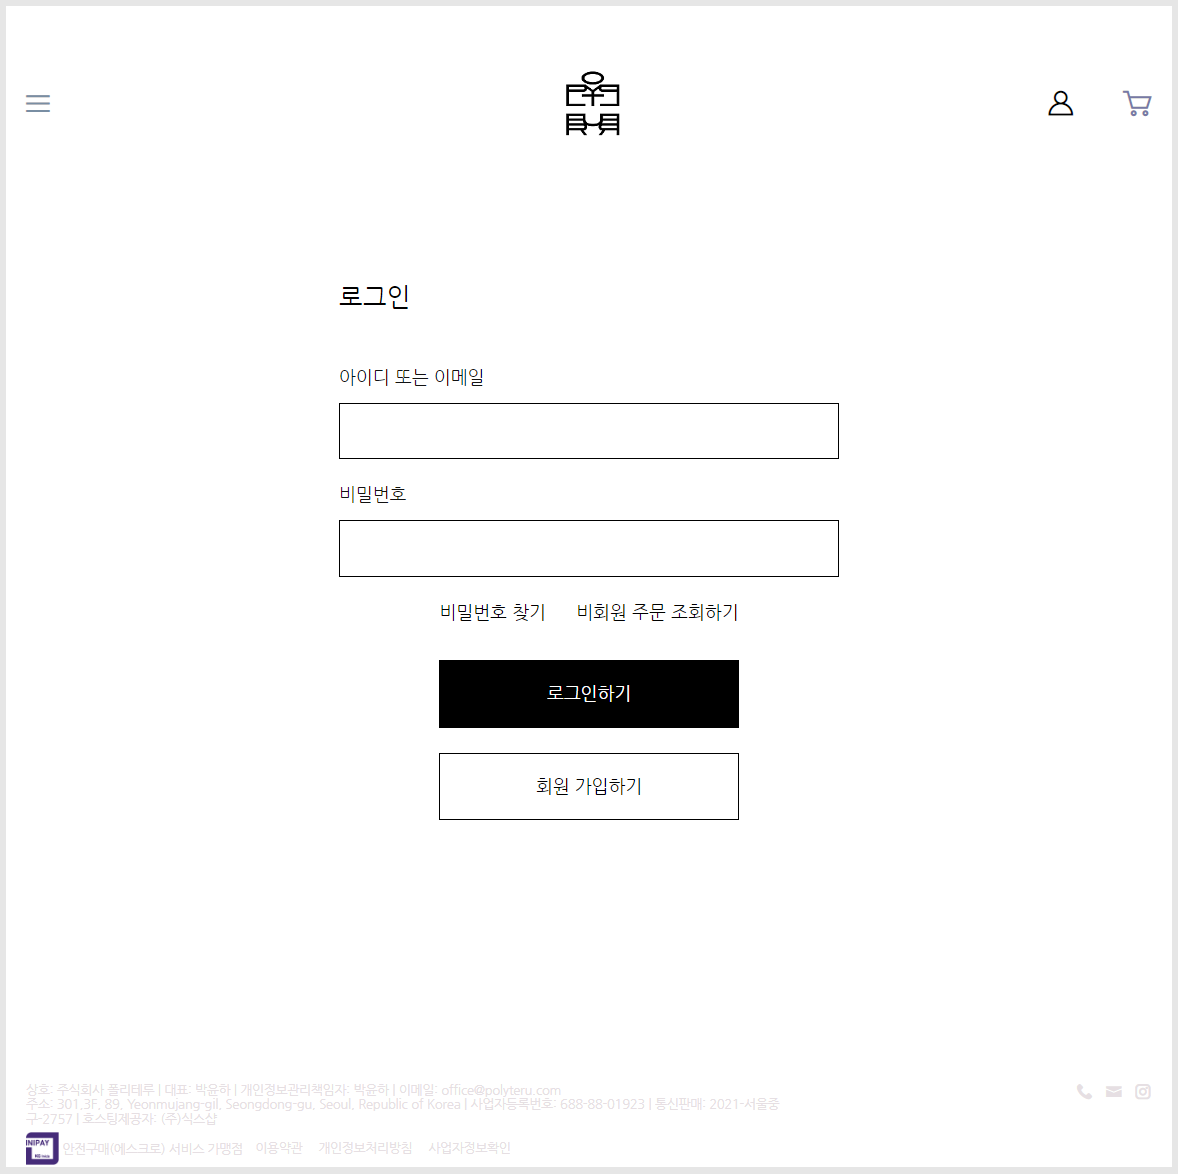 로그인
아이디 또는 이메일
비밀번호
비밀번호 찾기
비회원 주문 조회하기
로그인하기
회원 가입하기
상호: 주식회사 폴리테루 | 대표: 박윤하 | 개인정보관리책임자: 박윤하 | 이메일: office@polyteru.com
주소: 301,3F, 89, Yeonmujang-gil, Seongdong-gu, Seoul, Republic of Korea | 사업자등록번호: 688-88-01923 | 통신판매: 2021-서울중
구-2757 | 호스팅제공자: (주)식스샵
INIPAY
안전구매(에스크로) 서비스 가맹점
이용약관
개인정보처리방침
사업자정보확인